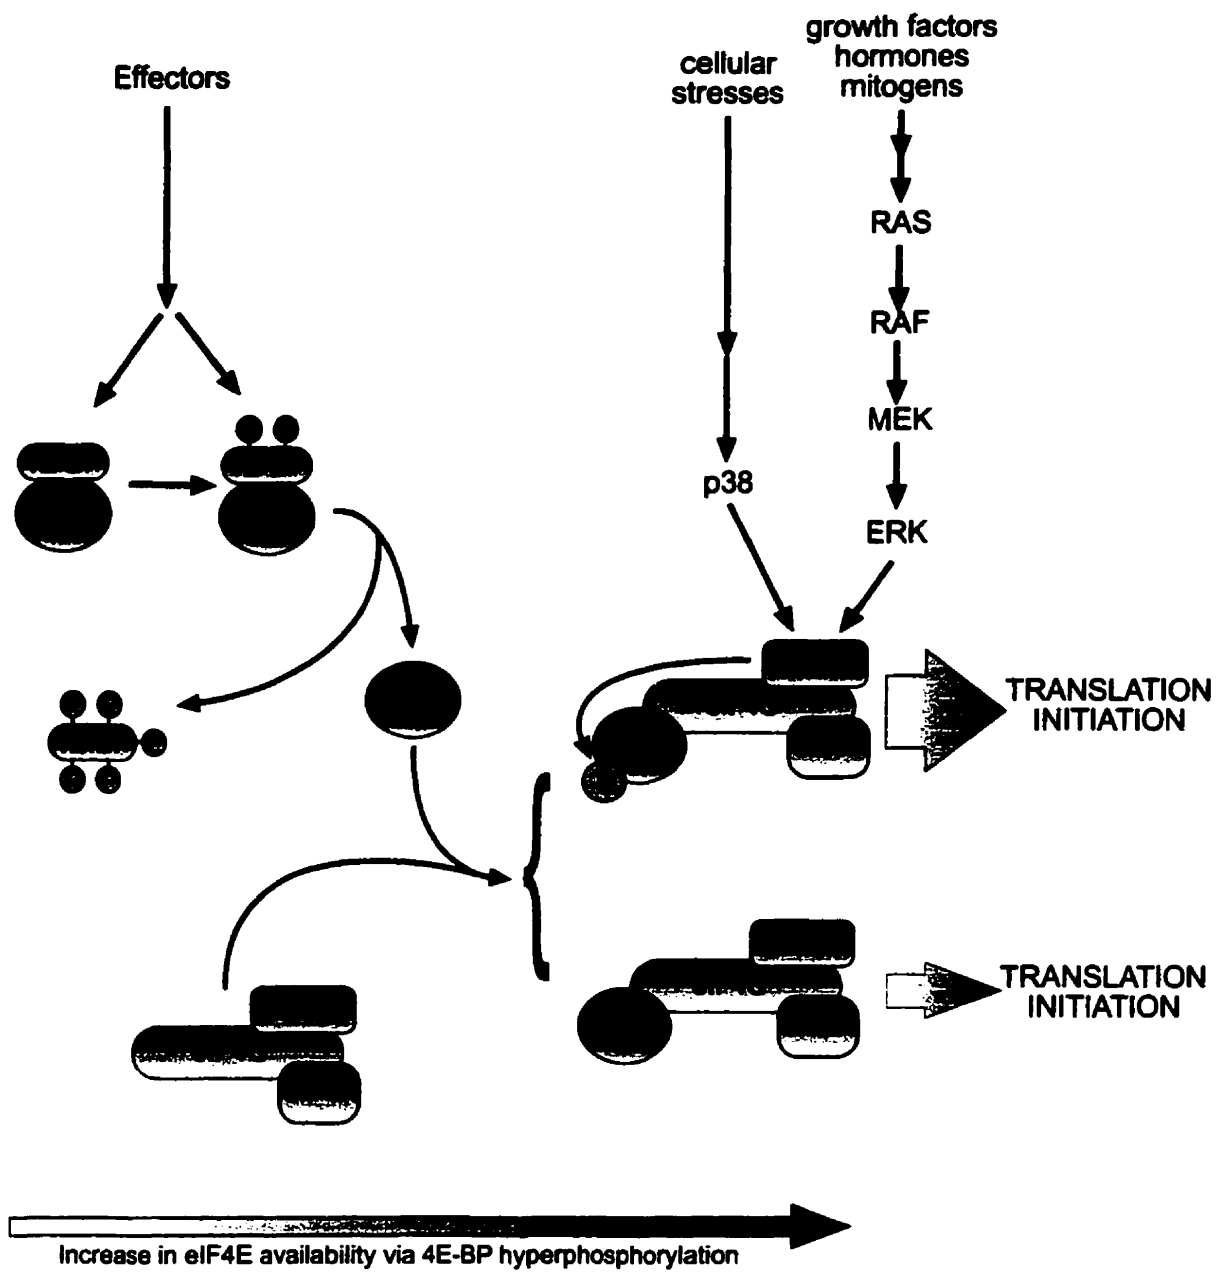 Effectors
cellular
stresses
growth factors
hormones
mitogens
RAS
RAF
MEK
ERK
p38
TRANSLATION
INITIATION
TRANSLATION
INITIATION
Increase in eIF4E availability via 4E-BP hyperphosphorylation